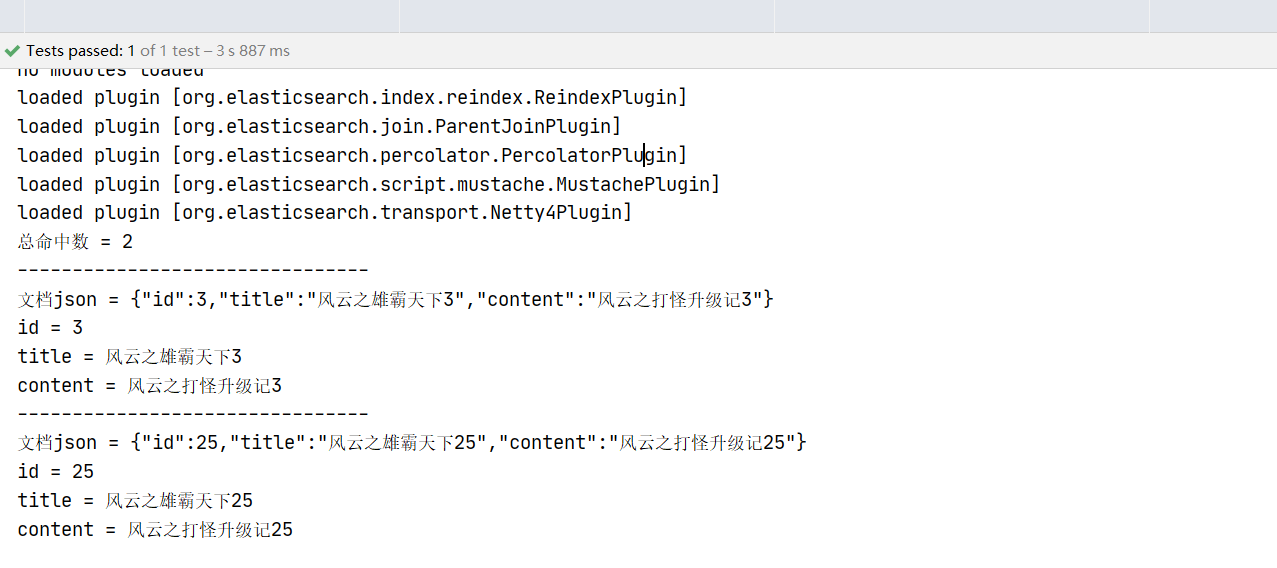 Tests passed: 1 of 1 test – 3 s 887 ms
no modules loaded
loaded plugin [org.elasticsearch.index.reindex.ReindexPlugin]
loaded plugin [org.elasticsearch.join.ParentJoinPlugin]
loaded plugin [org.elasticsearch.percolator.PercolatorPlugin]
loaded plugin [org.elasticsearch.script.mustache.MustachePlugin]
loaded plugin [org.elasticsearch.transport.Netty4Plugin]
总命中数 = 2
--------------------------------
文档json = {"id":3,"title":"风云之雄霸天下3","content":"风云之打怪升级记3"}
id = 3
title = 风云之雄霸天下3
content = 风云之打怪升级记3
--------------------------------
文档json = {"id":25,"title":"风云之雄霸天下25","content":"风云之打怪升级记25"}
id = 25
title = 风云之雄霸天下25
content = 风云之打怪升级记25